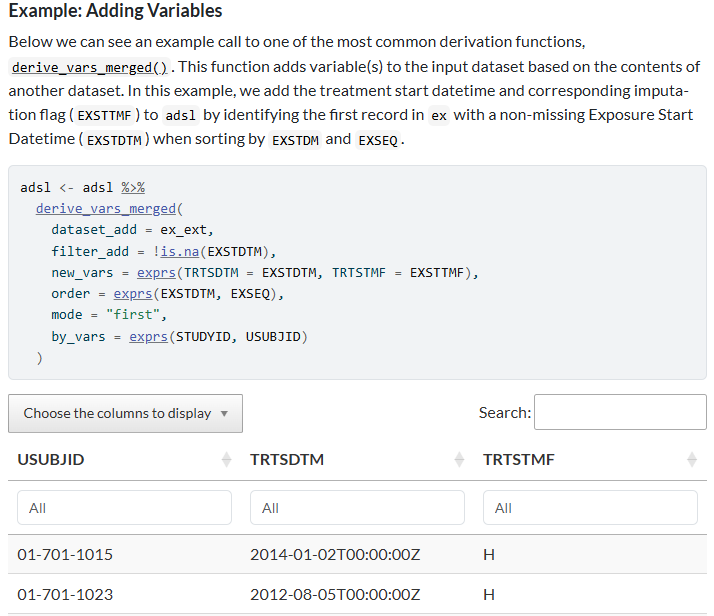 Example: Adding Variables
Below we can see an example call to one of the most common derivation functions,
derive_vars_merged(). This function adds variable(s) to the input dataset based on the contents of
another dataset. In this example, we add the treatment start datetime and corresponding imputa-
tion flag (EXSTTMF) to adsl by identifying the first record in ex with a non-missing Exposure Start
Datetime (EXSTDTM) when sorting by EXSTDM and EXSEQ.
adsl <- adsl %>%
  derive_vars_merged(
    dataset_add = ex_ext,
    filter_add = !is.na(EXSTDTM),
    new_vars = exprs(TRTSDTM = EXSTDTM, TRTSTMF = EXSTTMF),
    order = exprs(EXSTDTM, EXSEQ),
    mode = "first",
    by_vars = exprs(STUDYID, USUBJID)
  )
Choose the columns to display Search:
USUBJID TRTSDTM TRTSTMF
All All All
01-701-1015 2014-01-02T00:00:00Z H
01-701-1023 2012-08-05T00:00:00Z H